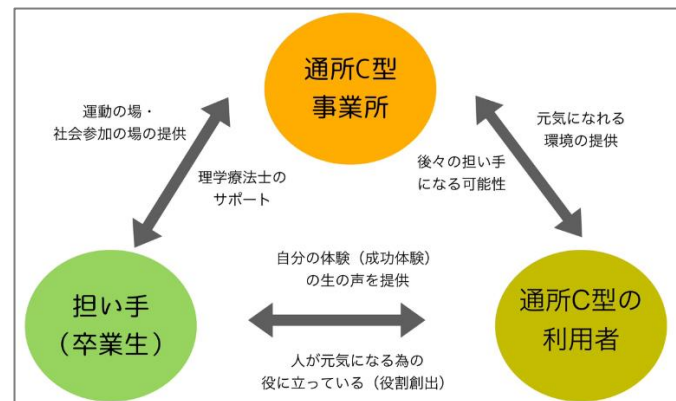 通所C型
事業所
運動の場・
社会参加の場の提供
理学療法士の
サポート
元気になれる
環境の提供
後々の担い手
になる可能性
自分の体験（成功体験）
の生の声を提供
担い手
（卒業生）
通所C型の
利用者
人が元気になる為の
役に立っている（役割創出）